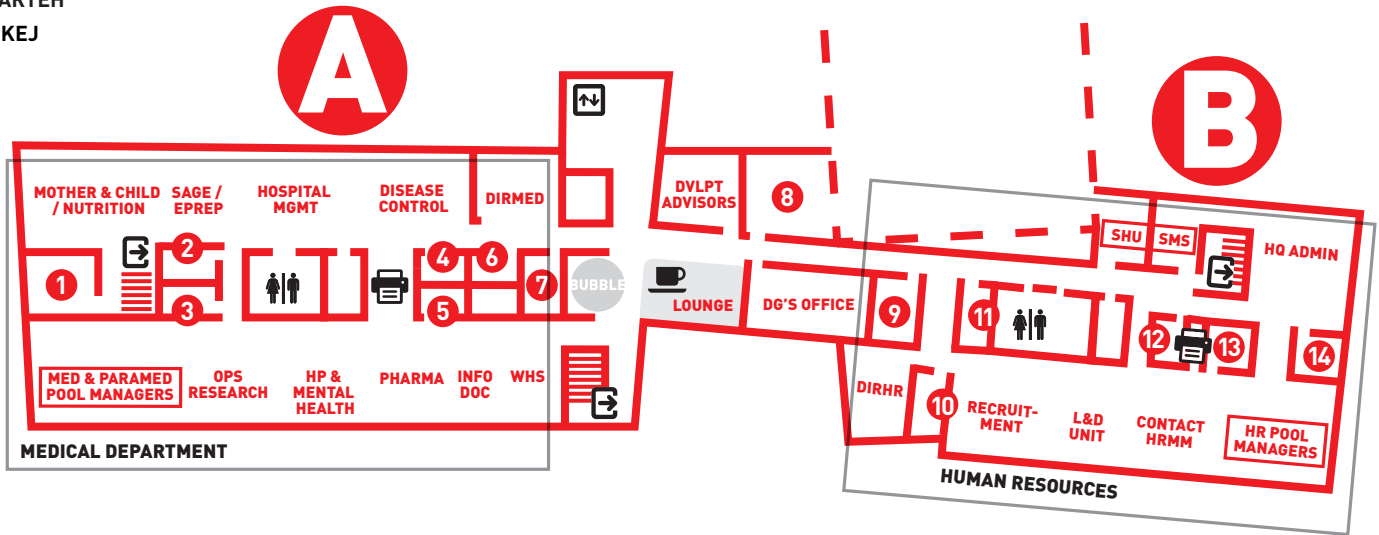 KEJ
A
B
MOTHER & CHILD
/ NUTRITION
SAGE /
EPREP
HOSPITAL
MGMT
DISEASE
CONTROL
DIRMED
DVLPT
ADVISORS
8
SHU
SMS
HQ ADMIN
1
2
3
4
5
6
7
BUBBLE
LOUNGE
DG'S OFFICE
9
11
12
13
14
MED & PARAMED
POOL MANAGERS
OPS
RESEARCH
HP &
MENTAL
HEALTH
PHARMA
INFO
DOC
WHS
DIRHR
10
RECRUIT-
MENT
L&D
UNIT
CONTACT
HRMM
HR POOL
MANAGERS
MEDICAL DEPARTMENT
HUMAN RESOURCES